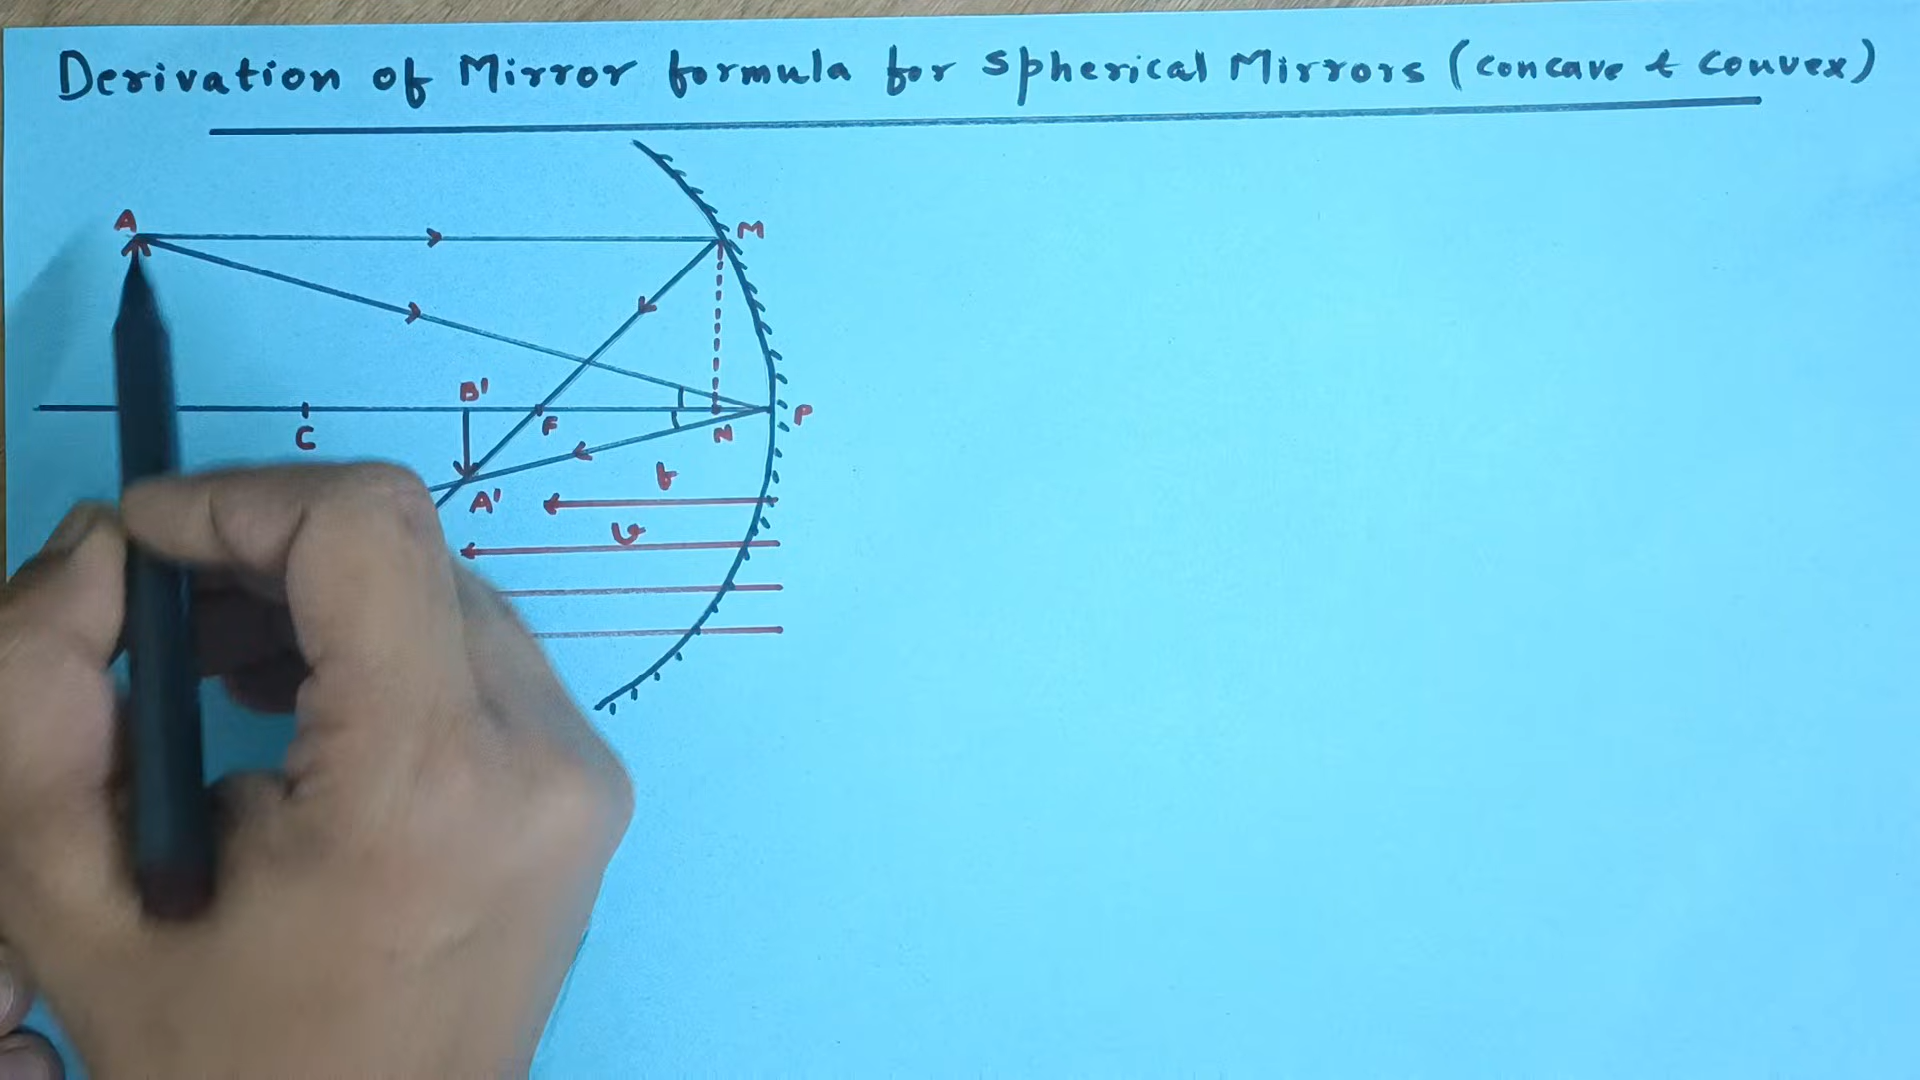 Derivation of Mirror formula for Spherical Mirrors (concave & convex)
A
M
B'
C
F
N
P
A'
f
v